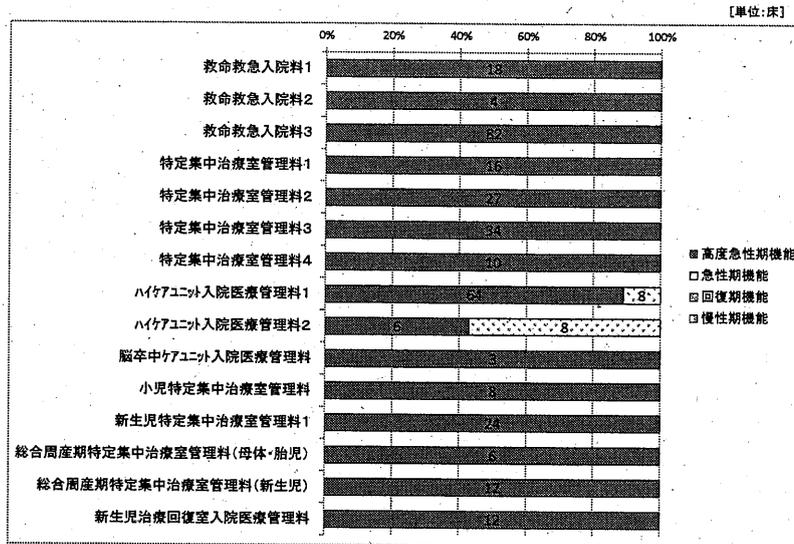 [単位:床]
0% 20% 40% 60% 80% 100%
救命救急入院料1 18
救命救急入院料2 4
救命救急入院料3 62
特定集中治療室管理料1 16
特定集中治療室管理料2 27
特定集中治療室管理料3 34
特定集中治療室管理料4 10
ハイケアユニット入院医療管理料1 64 8
ハイケアユニット入院医療管理料2 6 8
脳卒中ケアユニット入院医療管理料 3
小児特定集中治療室管理料 8
新生児特定集中治療室管理料1 24
総合周産期特定集中治療室管理料(母体・胎児) 6
総合周産期特定集中治療室管理料(新生児) 12
新生児治療回復室入院医療管理料 12
高度急性期機能
急性期機能
回復期機能
慢性期機能